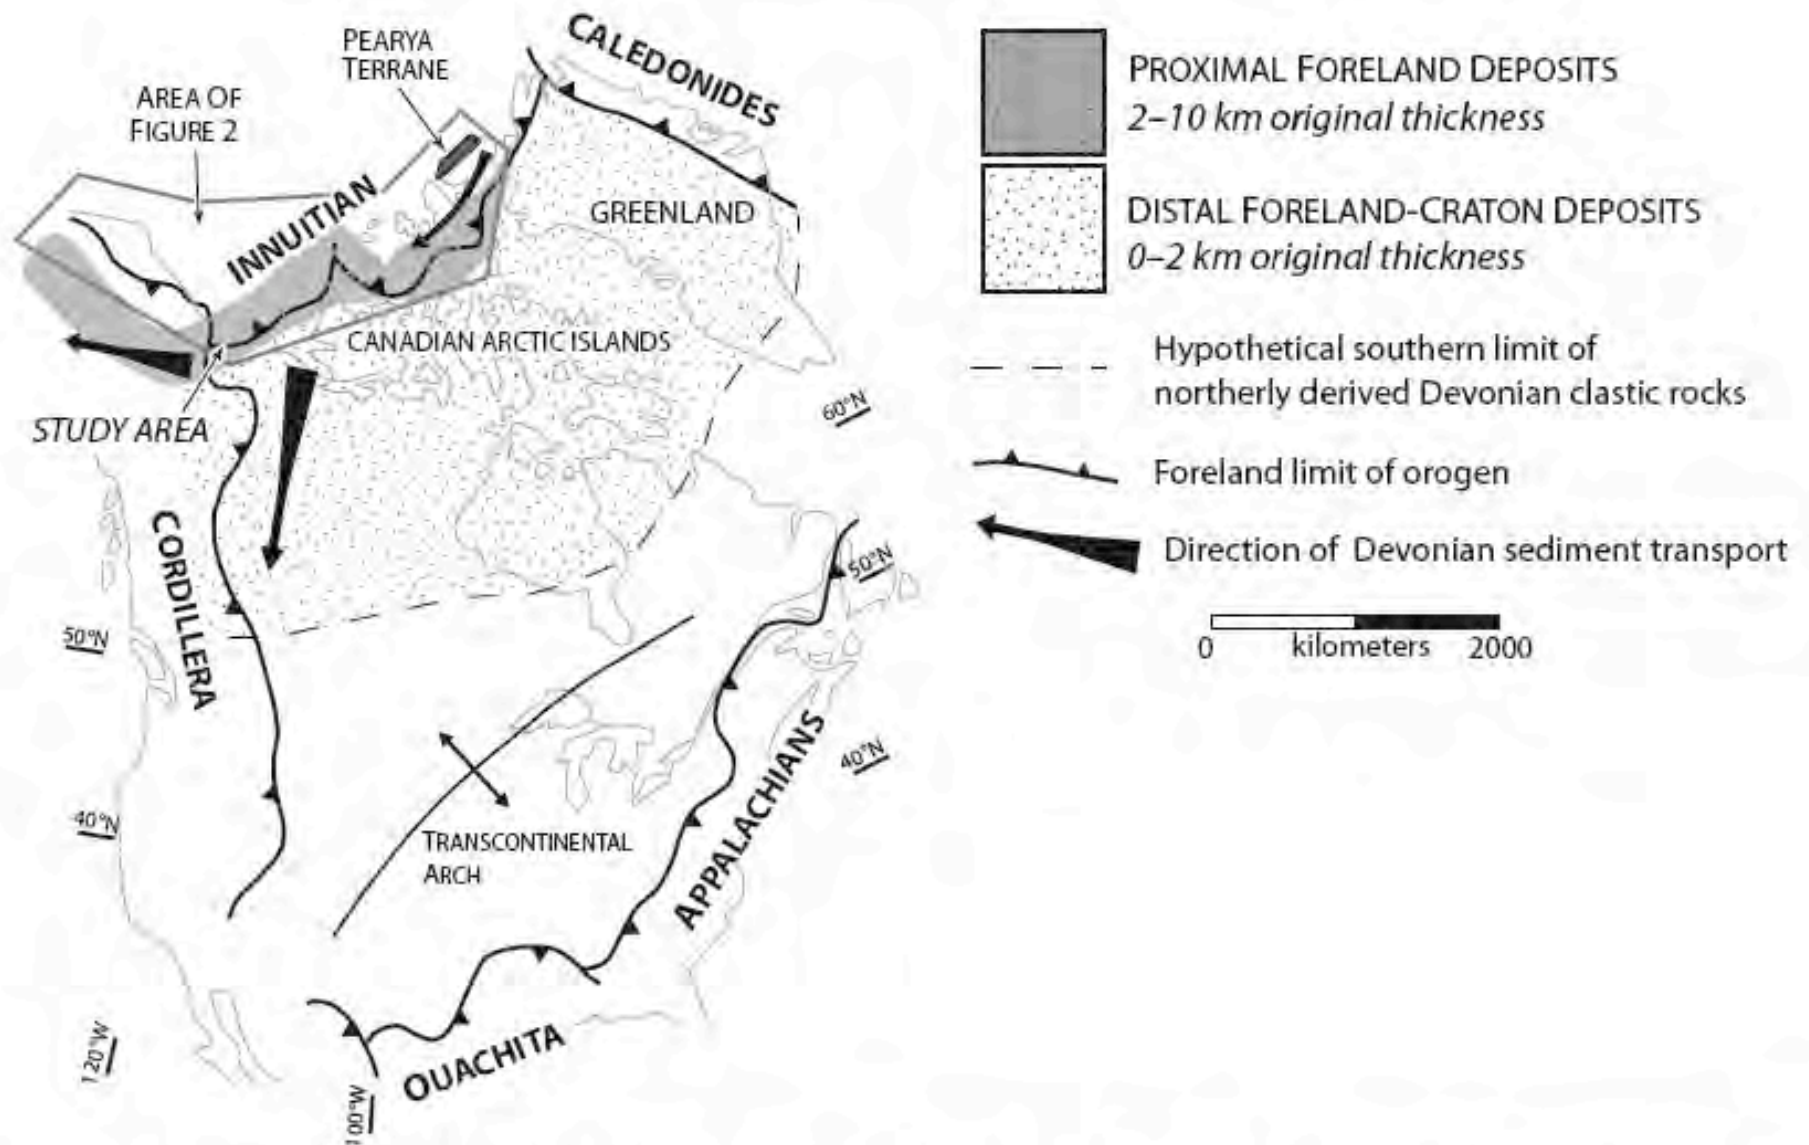 CALEDONIDES
PEARYA
TERRANE
AREA OF
FIGURE 2
INNUITIAN
GREENLAND
CANADIAN ARCTIC ISLANDS
STUDY AREA
60°N
CORDILLERA
50°N
50°N
40°N
40°N
TRANSCONTINENTAL
ARCH
APPALACHIANS
OUACHITA
120°W
100°W
PROXIMAL FORELAND DEPOSITS
2–10 km original thickness
DISTAL FORELAND-CRATON DEPOSITS
0–2 km original thickness
Hypothetical southern limit of
northerly derived Devonian clastic rocks
Foreland limit of orogen
Direction of Devonian sediment transport
0 kilometers 2000